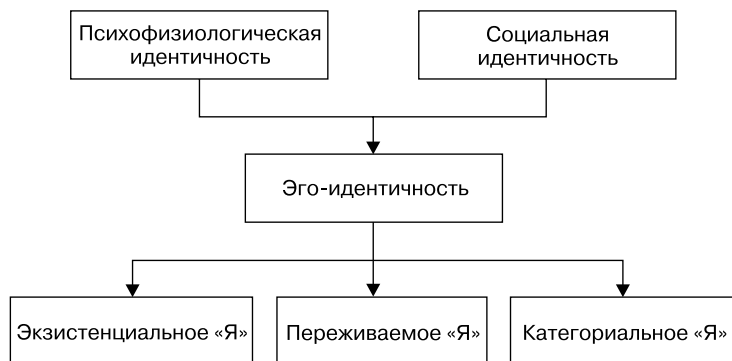 Психофизиологическая
идентичность
Социальная
идентичность
Эго-идентичность
Экзистенциальное «Я»
Переживаемое «Я»
Категориальное «Я»